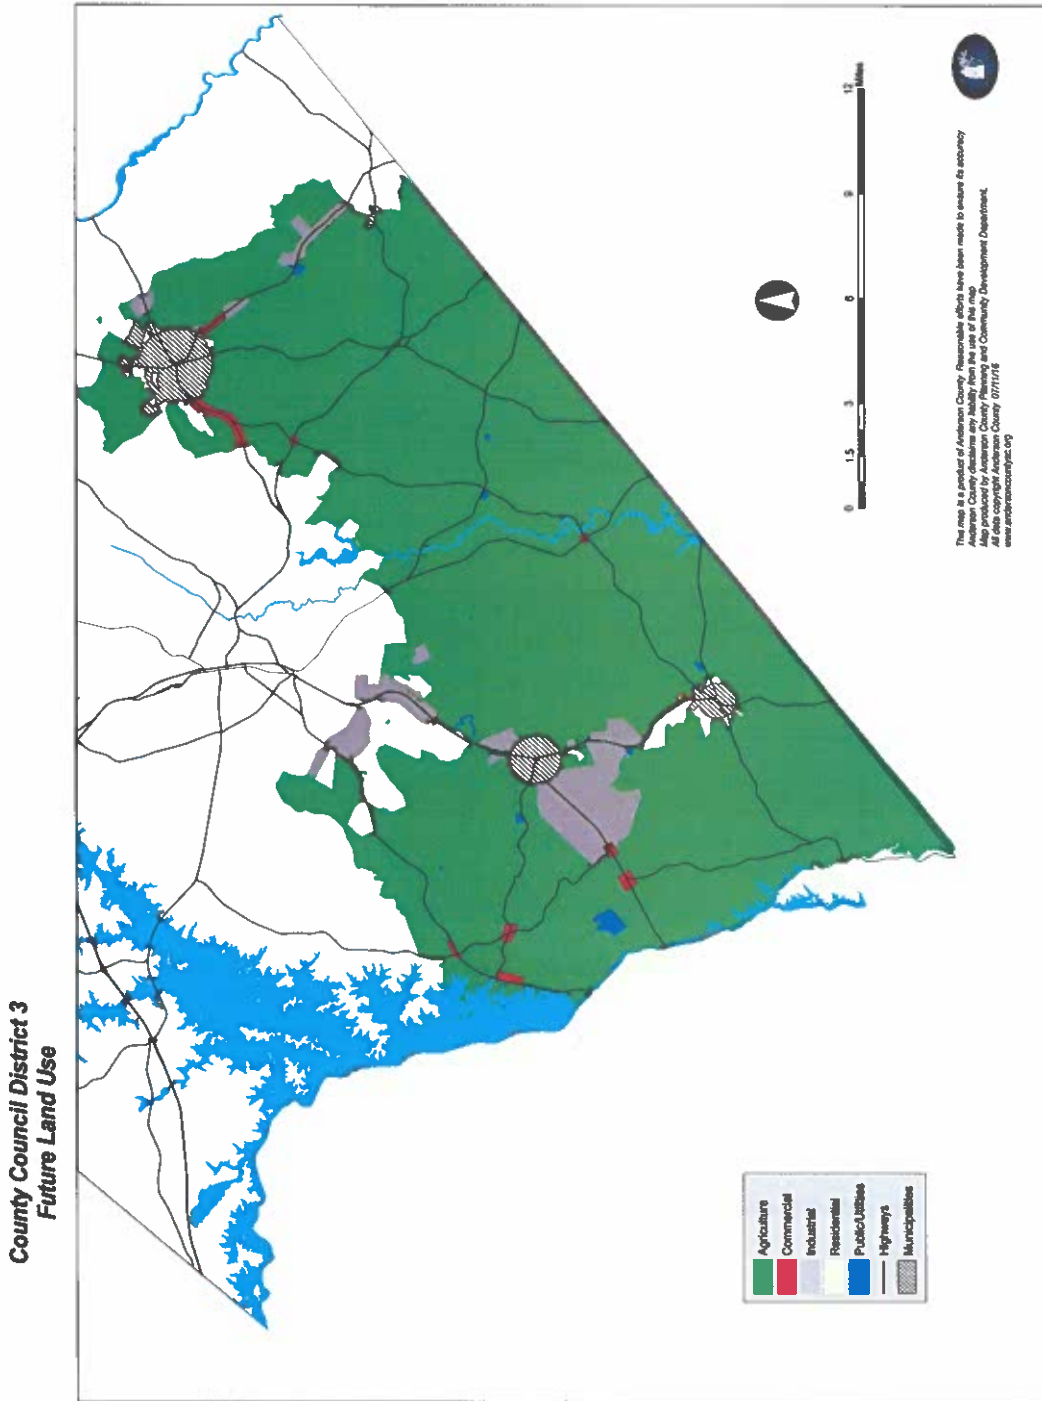 County Council District 3
Future Land Use
Agriculture
Commercial
Industrial
Residential
Public/Utilities
Highways
Municipalities
0 1.5 3 6 9 12
Miles
This map is a product of Anderson County. Reasonable efforts have been made to ensure its accuracy
Anderson County disclaims any liability from the use of this map
Map produced by Anderson County Planning and Community Development Department.
All data copyright Anderson County 07/11/16
www.andersoncountysc.org